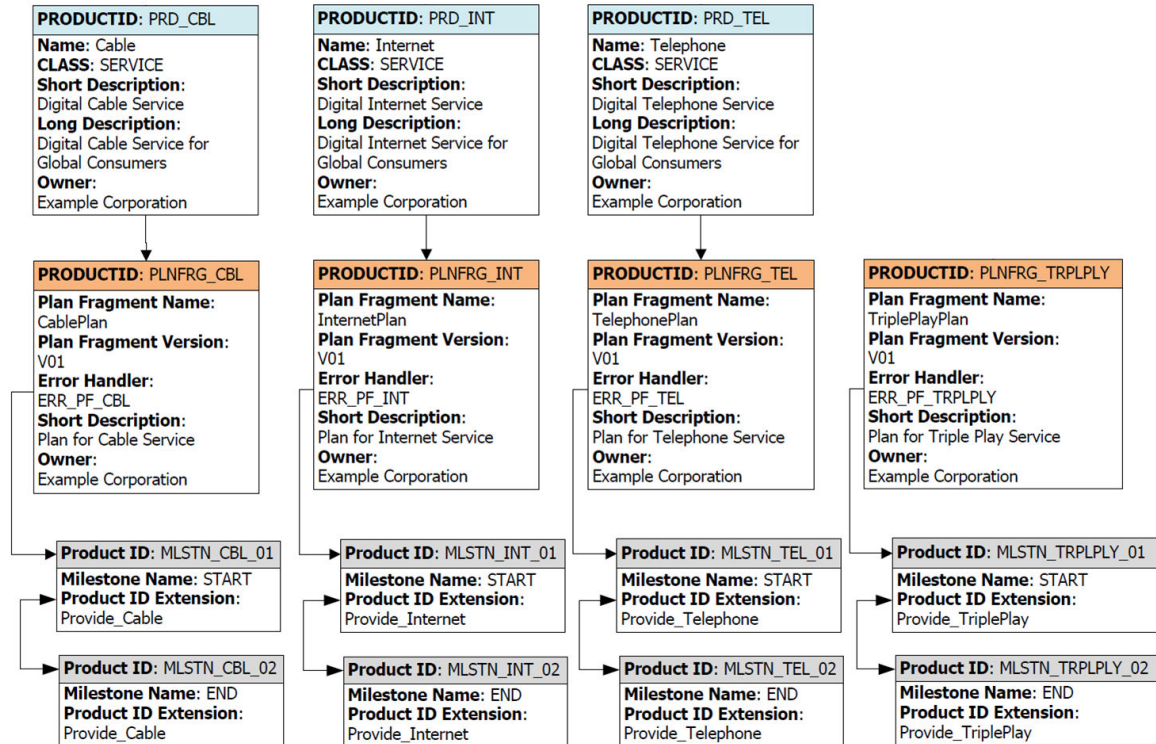 PRODUCTID: PRD_CBL
Name: Cable
CLASS: SERVICE
Short Description:
Digital Cable Service
Long Description:
Digital Cable Service for
Global Consumers
Owner:
Example Corporation
PRODUCTID: PRD_INT
Name: Internet
CLASS: SERVICE
Short Description:
Digital Internet Service
Long Description:
Digital Internet Service for
Global Consumers
Owner:
Example Corporation
PRODUCTID: PRD_TEL
Name: Telephone
CLASS: SERVICE
Short Description:
Digital Telephone Service
Long Description:
Digital Telephone Service for
Global Consumers
Owner:
Example Corporation
PRODUCTID: PLNFRG_CBL
Plan Fragment Name:
CablePlan
Plan Fragment Version:
V01
Error Handler:
ERR_PF_CBL
Short Description:
Plan for Cable Service
Owner:
Example Corporation
PRODUCTID: PLNFRG_INT
Plan Fragment Name:
InternetPlan
Plan Fragment Version:
V01
Error Handler:
ERR_PF_INT
Short Description:
Plan for Internet Service
Owner:
Example Corporation
PRODUCTID: PLNFRG_TEL
Plan Fragment Name:
TelephonePlan
Plan Fragment Version:
V01
Error Handler:
ERR_PF_TEL
Short Description:
Plan for Telephone Service
Owner:
Example Corporation
PRODUCTID: PLNFRG_TRPLPLY
Plan Fragment Name:
TriplePlayPlan
Plan Fragment Version:
V01
Error Handler:
ERR_PF_TRPLPLY
Short Description:
Plan for Triple Play Service
Owner:
Example Corporation
Product ID: MLSTN_CBL_01
Milestone Name: START
Product ID Extension:
Provide_Cable
Product ID: MLSTN_INT_01
Milestone Name: START
Product ID Extension:
Provide_Internet
Product ID: MLSTN_TEL_01
Milestone Name: START
Product ID Extension:
Provide_Telephone
Product ID: MLSTN_TRPLPLY_01
Milestone Name: START
Product ID Extension:
Provide_TriplePlay
Product ID: MLSTN_CBL_02
Milestone Name: END
Product ID Extension:
Provide_Cable
Product ID: MLSTN_INT_02
Milestone Name: END
Product ID Extension:
Provide_Internet
Product ID: MLSTN_TEL_02
Milestone Name: END
Product ID Extension:
Provide_Telephone
Product ID: MLSTN_TRPLPLY_02
Milestone Name: END
Product ID Extension:
Provide_TriplePlay